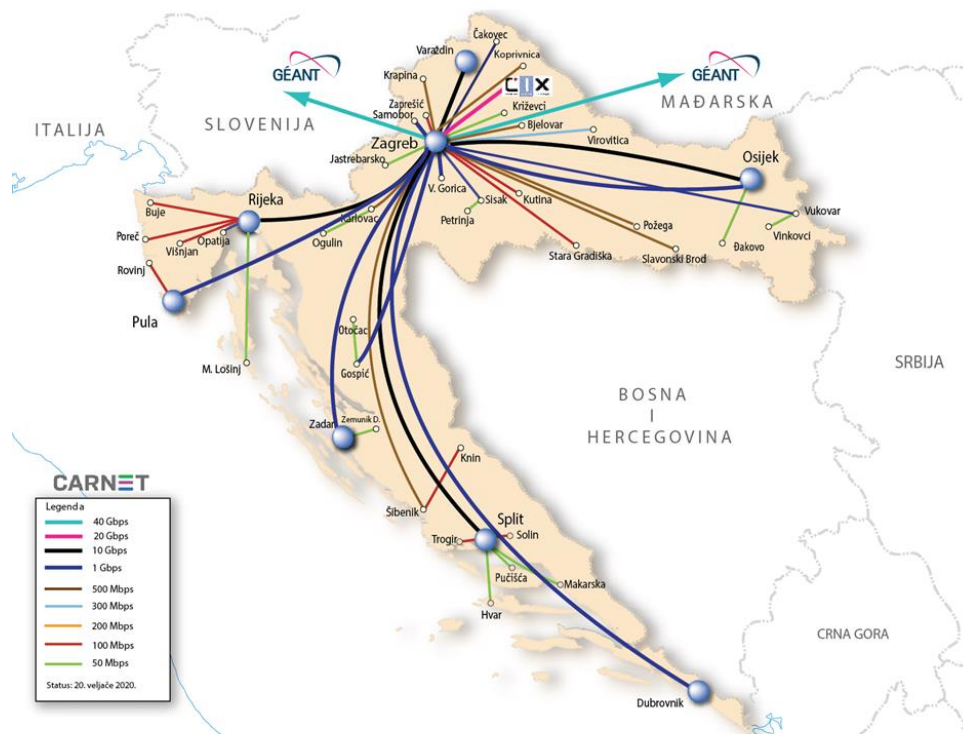 GÉANT
GÉANT
CIX
ITALIJA
SLOVENIJA
MAĐARSKA
SRBIJA
BOSNA
I
HERCEGOVINA
CRNA GORA
Varaždin
Čakovec
Koprivnica
Krapina
Zaprešić
Samobor
Križevci
Bjelovar
Virovitica
Zagreb
Jastrebarsko
Osijek
V. Gorica
Sisak
Kutina
Petrinja
Vukovar
Vinkovci
Đakovo
Požega
Slavonski Brod
Stara Gradiška
Rijeka
Buje
Karlovac
Poreč
Opatija
Višnjan
Ogulin
Rovinj
Pula
M. Lošinj
Otočac
Gospić
Zemunik D.
Zadar
Knin
Šibenik
Split
Trogir
Solin
Pučišća
Makarska
Hvar
Dubrovnik
CARNET
Legenda
40 Gbps
20 Gbps
10 Gbps
1 Gbps
500 Mbps
300 Mbps
200 Mbps
100 Mbps
50 Mbps
Status: 20. veljače 2020.